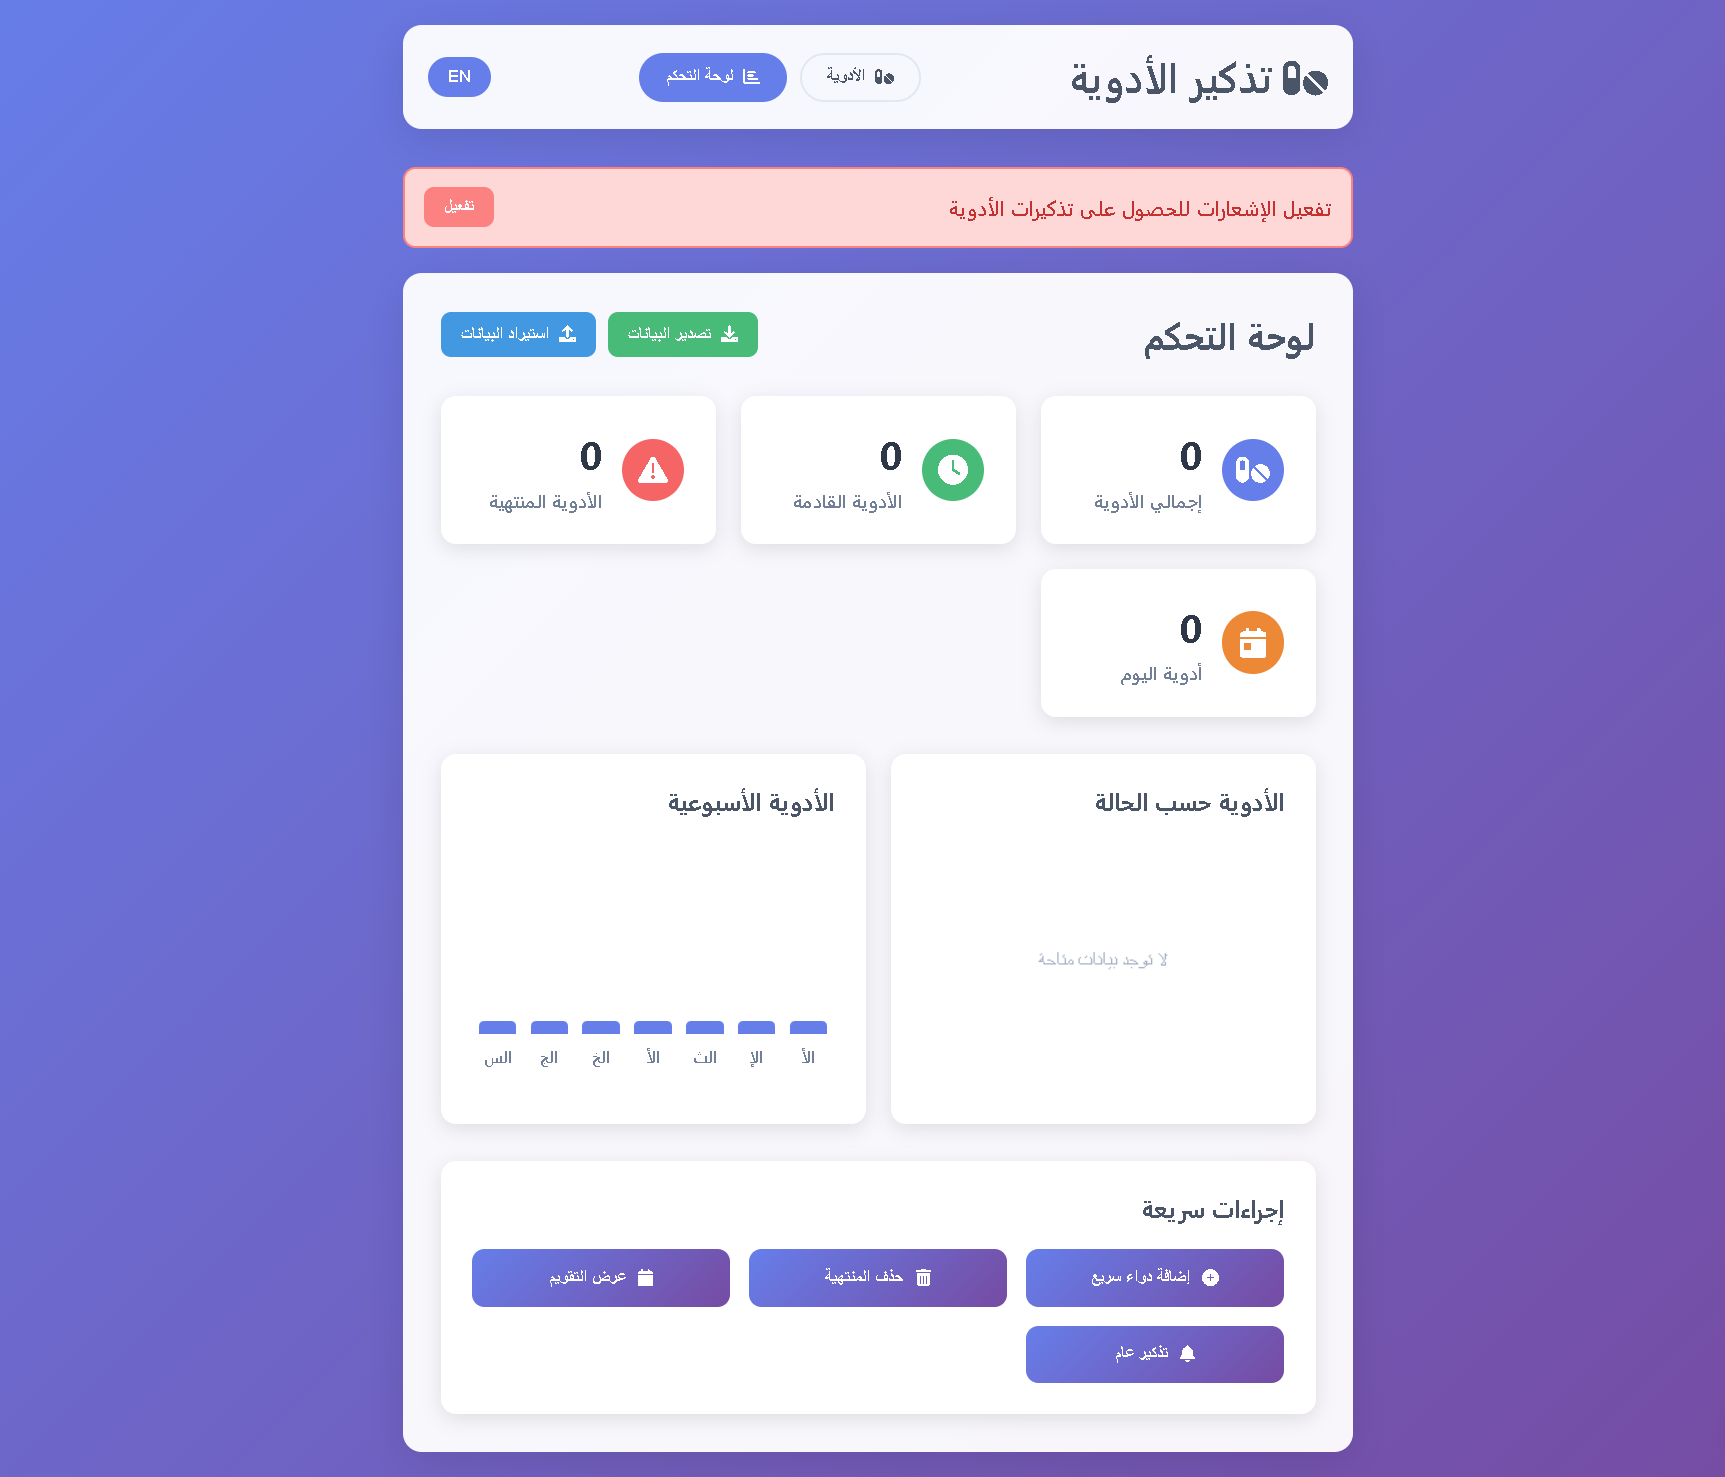 تذكير الأدوية
الأدوية
لوحة التحكم
EN
تفعيل الإشعارات للحصول على تذكيرات الأدوية
تفعيل
لوحة التحكم
تصدير البيانات
استيراد البيانات
0
إجمالي الأدوية
0
الأدوية القادمة
0
الأدوية المنتهية
0
أدوية اليوم
الأدوية حسب الحالة
لا توجد بيانات متاحة
الأدوية الأسبوعية
الأ
الإ
الث
الأ
الخ
الج
الس
إجراءات سريعة
إضافة دواء سريع
حذف المنتهية
عرض التقويم
تذكير عام